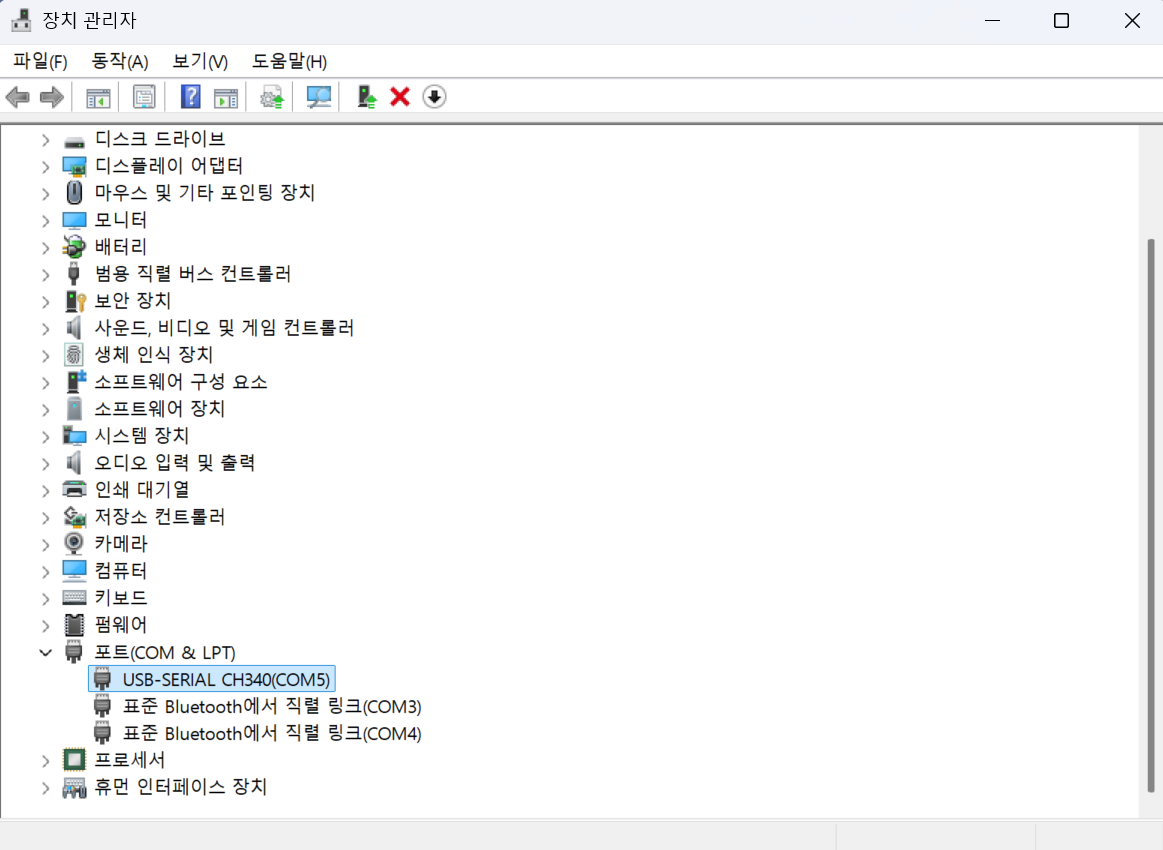 장치 관리자
파일(F) 동작(A) 보기(V) 도움말(H)
디스크 드라이브
디스플레이 어댑터
마우스 및 기타 포인팅 장치
모니터
배터리
범용 직렬 버스 컨트롤러
보안 장치
사운드, 비디오 및 게임 컨트롤러
생체 인식 장치
소프트웨어 구성 요소
소프트웨어 장치
시스템 장치
오디오 입력 및 출력
인쇄 대기열
저장소 컨트롤러
카메라
컴퓨터
키보드
펌웨어
포트(COM & LPT)
USB-SERIAL CH340(COM5)
표준 Bluetooth에서 직렬 링크(COM3)
표준 Bluetooth에서 직렬 링크(COM4)
프로세서
휴먼 인터페이스 장치